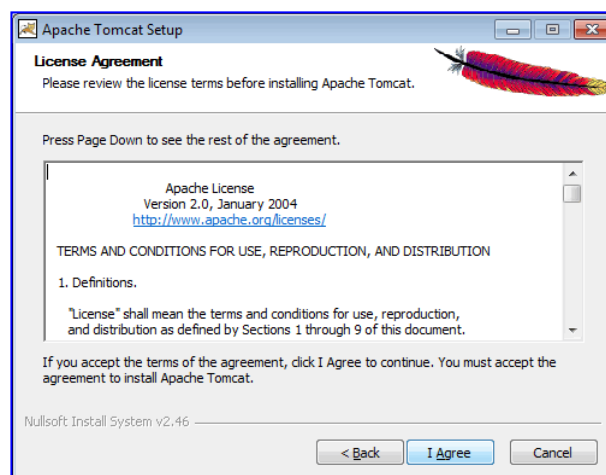 Apache Tomcat Setup
License Agreement
Please review the license terms before installing Apache Tomcat.
Press Page Down to see the rest of the agreement.
Apache License
Version 2.0, January 2004
http://www.apache.org/licenses/
TERMS AND CONDITIONS FOR USE, REPRODUCTION, AND DISTRIBUTION
1. Definitions.
"License" shall mean the terms and conditions for use, reproduction,
and distribution as defined by Sections 1 through 9 of this document.
If you accept the terms of the agreement, click I Agree to continue. You must accept the
agreement to install Apache Tomcat.
Nullsoft Install System v2.46
< Back I Agree Cancel